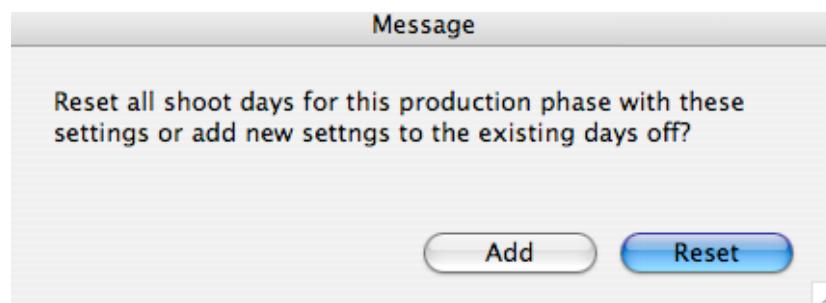 Message
Reset all shoot days for this production phase with these
settings or add new settngs to the existing days off?
Add Reset